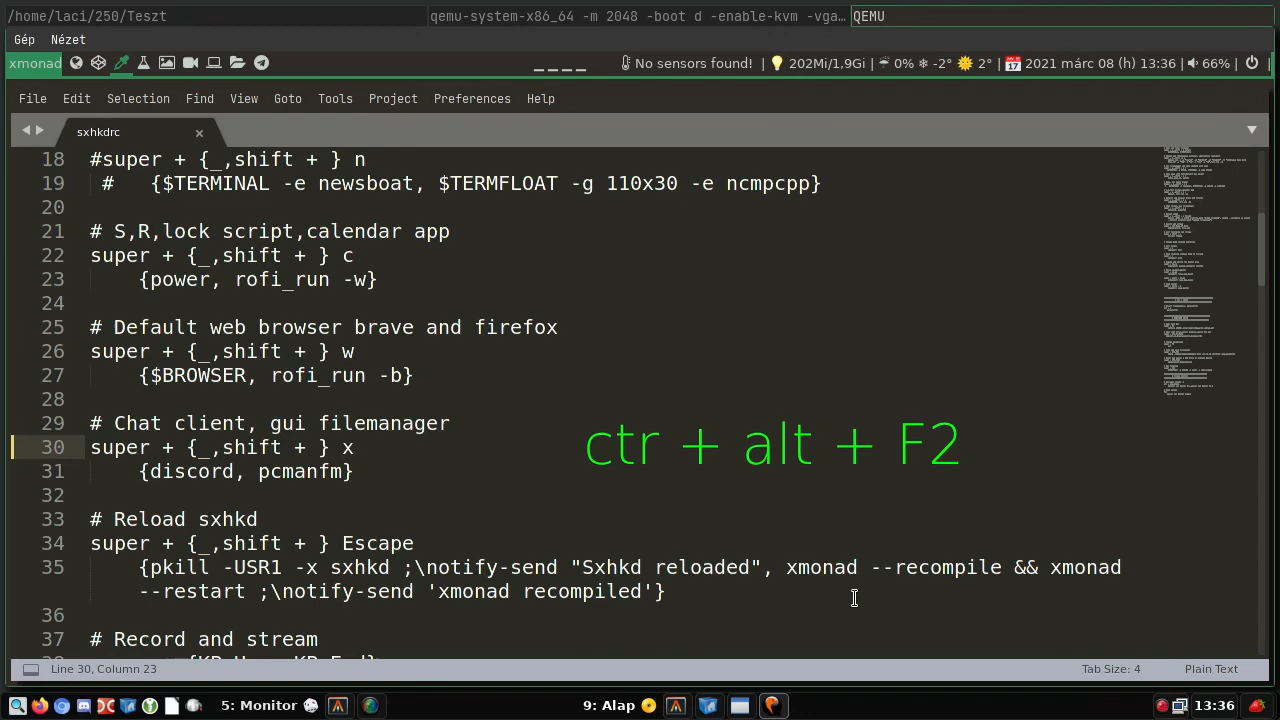 /home/laci/250/Teszt
qemu-system-x86_64 -m 2048 -boot d -enable-kvm -vga…
QEMU
Gép Nézet
xmonad
No sensors found! | 202Mi/1,9Gi | 0% -2° 2° | 2021 márc 08 (h) 13:36 | 66% |
File Edit Selection Find View Goto Tools Project Preferences Help
sxhkdrc
18 #super + {_,shift + } n
19 # {$TERMINAL -e newsboat, $TERMFLOAT -g 110x30 -e ncmpcpp}
20
21 # S,R,lock script,calendar app
22 super + {_,shift + } c
23 {power, rofi_run -w}
24
25 # Default web browser brave and firefox
26 super + {_,shift + } w
27 {$BROWSER, rofi_run -b}
28
29 # Chat client, gui filemanager
30 super + {_,shift + } x
31 {discord, pcmanfm}
32
33 # Reload sxhkd
34 super + {_,shift + } Escape
35 {pkill -USR1 -x sxhkd ;\notify-send "Sxhkd reloaded", xmonad --recompile && xmonad
--restart ;\notify-send 'xmonad recompiled'}
36
37 # Record and stream
ctr + alt + F2
Line 30, Column 23
Tab Size: 4 Plain Text
5: Monitor
9: Alap
13:36